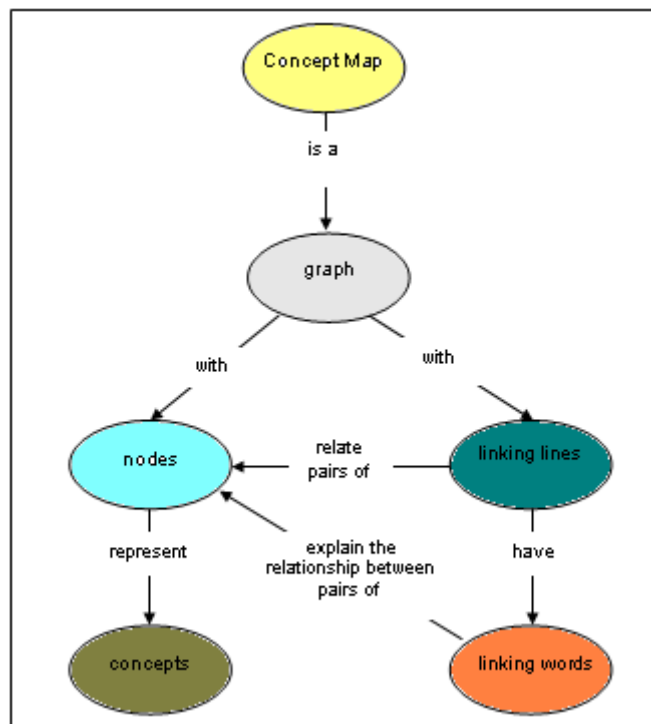 Concept Map
is a
graph
with
with
nodes
relate
pairs of
linking lines
represent
explain the
relationship between
pairs of
have
concepts
linking words